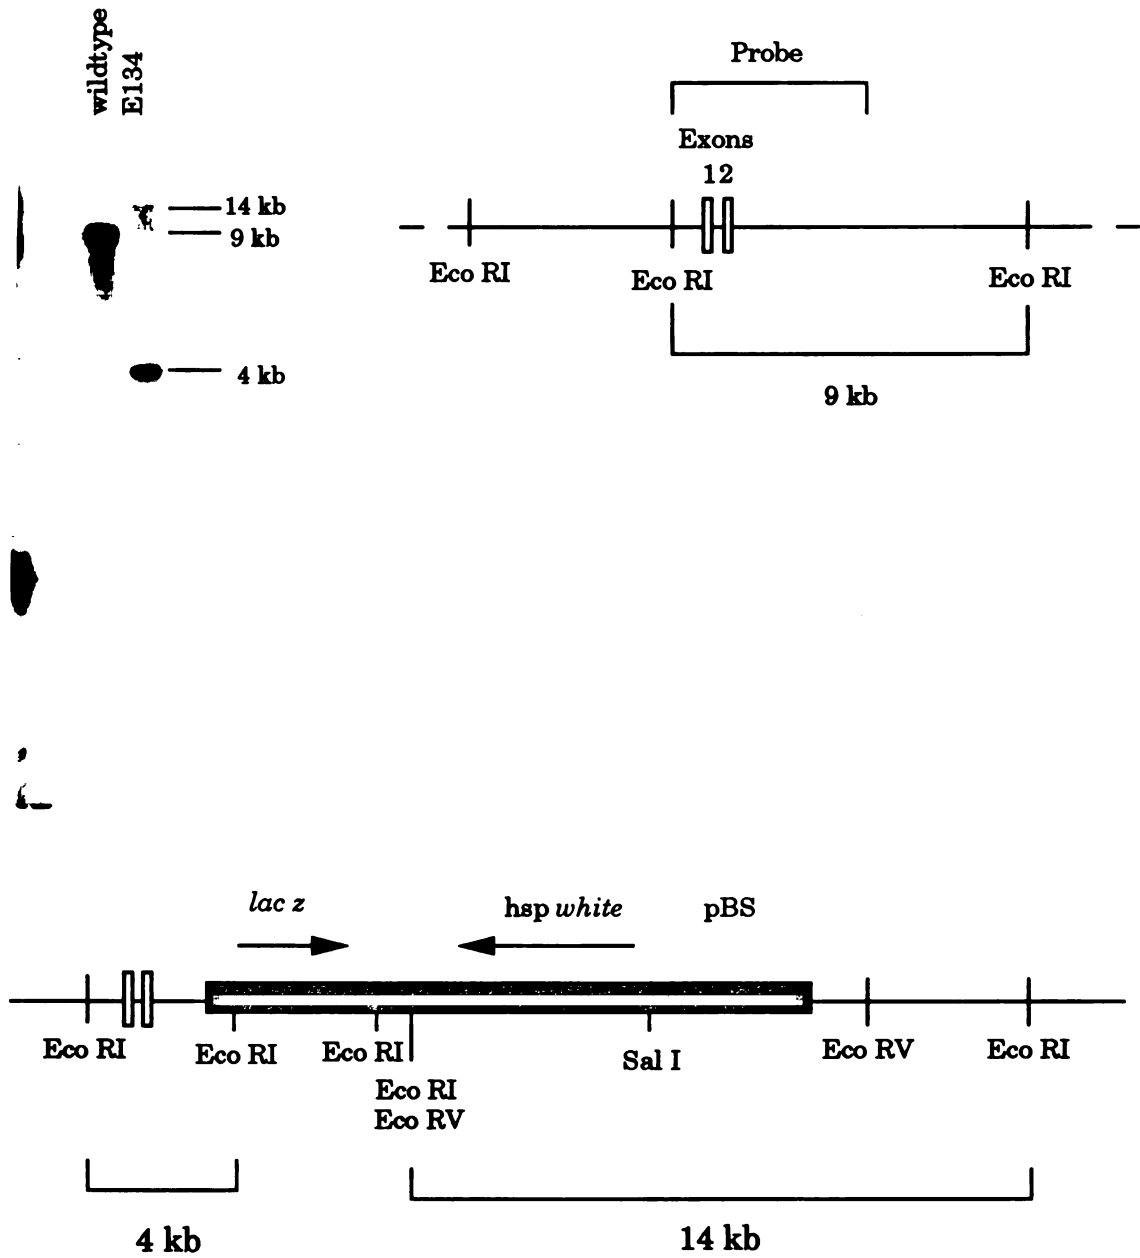 wildtype
E134
14 kb
9 kb
4 kb
Probe
Exons
12
Eco RI
Eco RI
Eco RI
9 kb
lac z
hsp white
pBS
Eco RI
Eco RI
Eco RI
Eco RI
Eco RV
Sal I
Eco RV
Eco RI
4 kb
14 kb